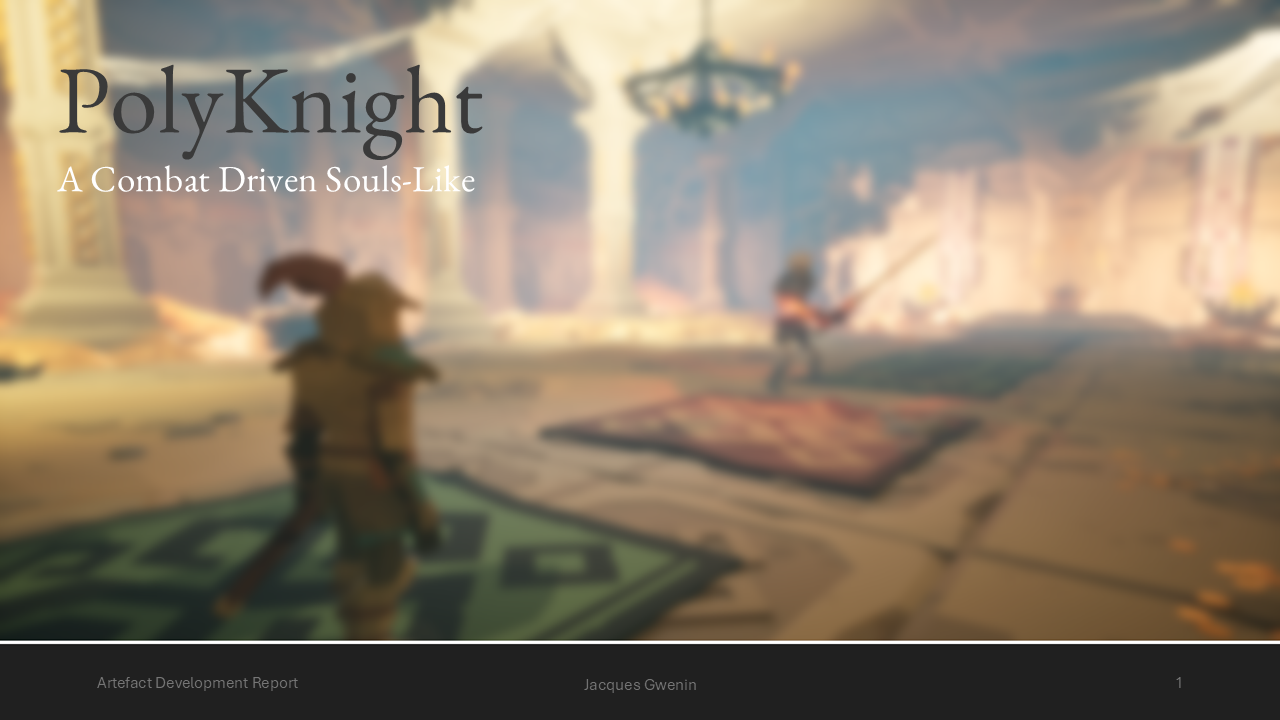 PolyKnight
A Combat Driven Souls-Like
Artefact Development Report
Jacques Gwenin
1